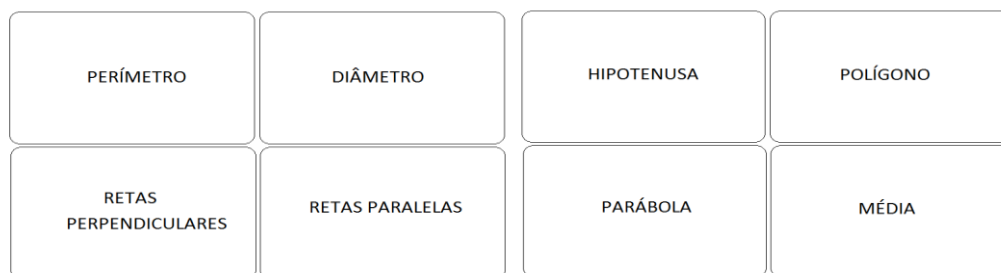 PERÍMETRO
DIÂMETRO
HIPOTENUSA
POLÍGONO
RETAS
PERPENDICULARES
RETAS PARALELAS
PARÁBOLA
MÉDIA